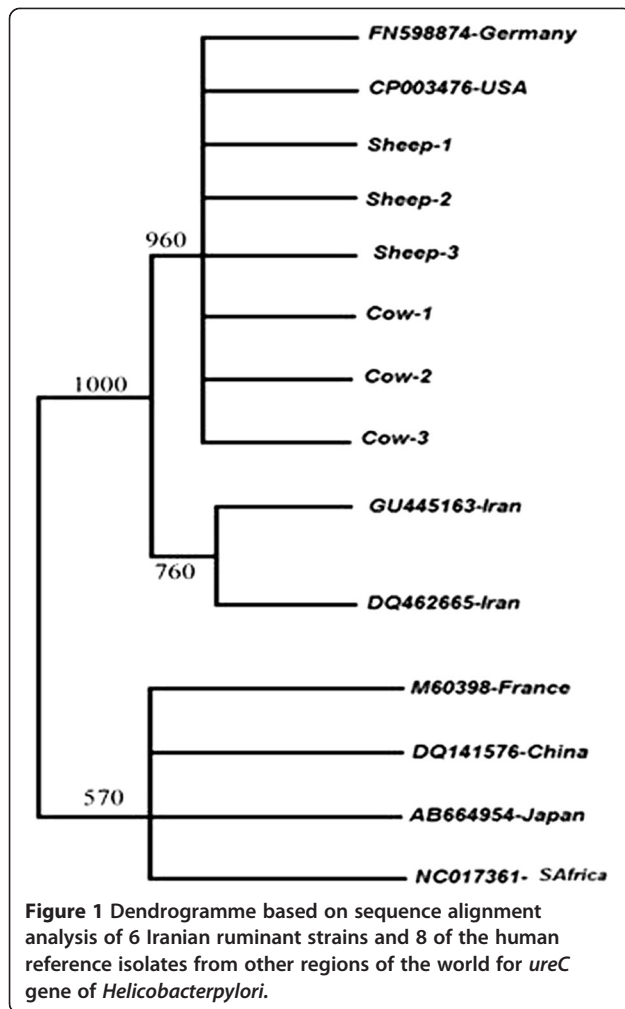 FN598874-Germany
CP003476-USA
Sheep-1
Sheep-2
Sheep-3
960
Cow-1
1000
Cow-2
Cow-3
GU445163-Iran
760
DQ462665-Iran
M60398-France
DQ141576-China
570
AB664954-Japan
NC017361- SAfrica
Figure 1 Dendrogramme based on sequence alignment
analysis of 6 Iranian ruminant strains and 8 of the human
reference isolates from other regions of the world for ureC
gene of Helicobacterpylori.